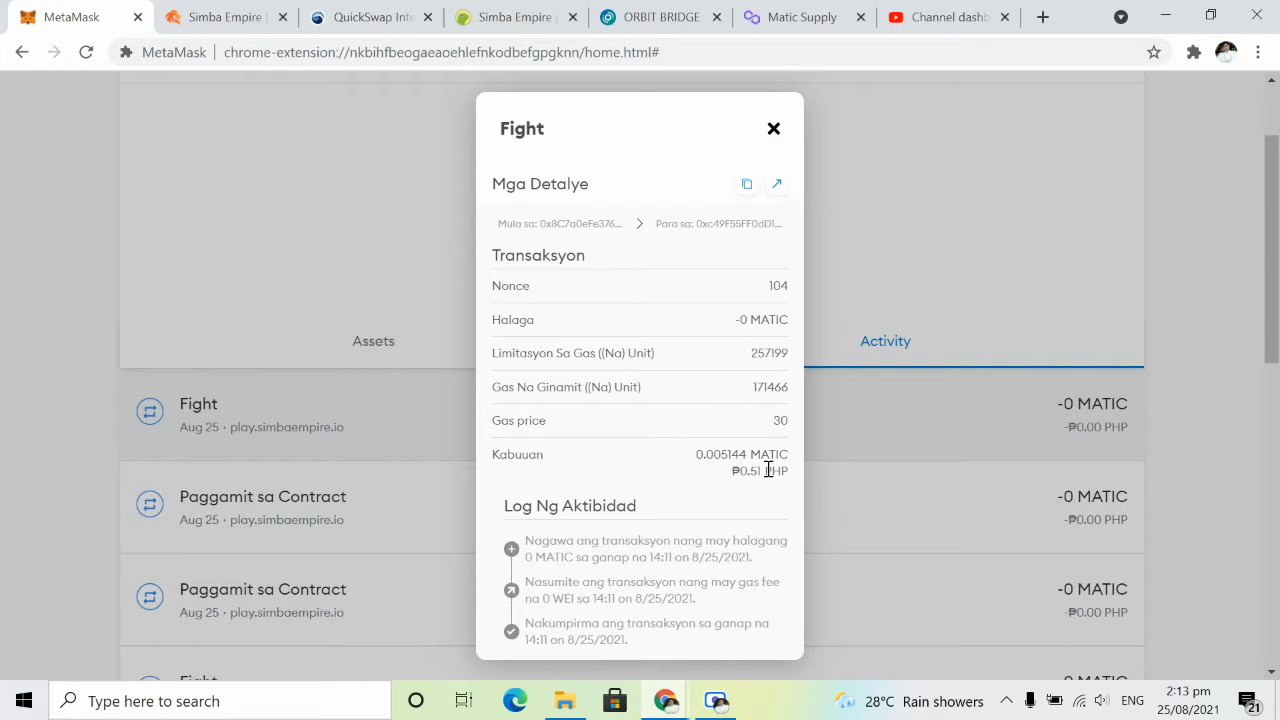 MetaMask
Simba Empire
QuickSwap Int
Simba Empire
ORBIT BRIDGE
Matic Supply
Channel dashb
MetaMask | chrome-extension://nkbihfbeogaeaoehlefnkodbefgpgknn/home.html#
Fight
Mga Detalye
Mula sa: 0x8C7a0eFe376...
Para sa: 0xc49F55FF0dD1...
Transaksyon
Nonce 104
Halaga -0 MATIC
Limitasyon Sa Gas ((Na) Unit) 257199
Gas Na Ginamit ((Na) Unit) 171466
Gas price 30
Kabuuan 0.005144 MATIC
₱0.51 PHP
Log Ng Aktibidad
Nagawa ang transaksyon nang may halagang
0 MATIC sa ganap na 14:11 on 8/25/2021.
Nasumite ang transaksyon nang may gas fee
na 0 WEI sa 14:11 on 8/25/2021.
Nakumpirma ang transaksyon sa ganap na
14:11 on 8/25/2021.
Assets
Activity
Fight -0 MATIC
Aug 25 · play.simbaempire.io -₱0.00 PHP
Paggamit sa Contract -0 MATIC
Aug 25 · play.simbaempire.io -₱0.00 PHP
Paggamit sa Contract -0 MATIC
Aug 25 · play.simbaempire.io -₱0.00 PHP
Type here to search
28°C Rain showers
ENG
2:13 pm
25/08/2021
21